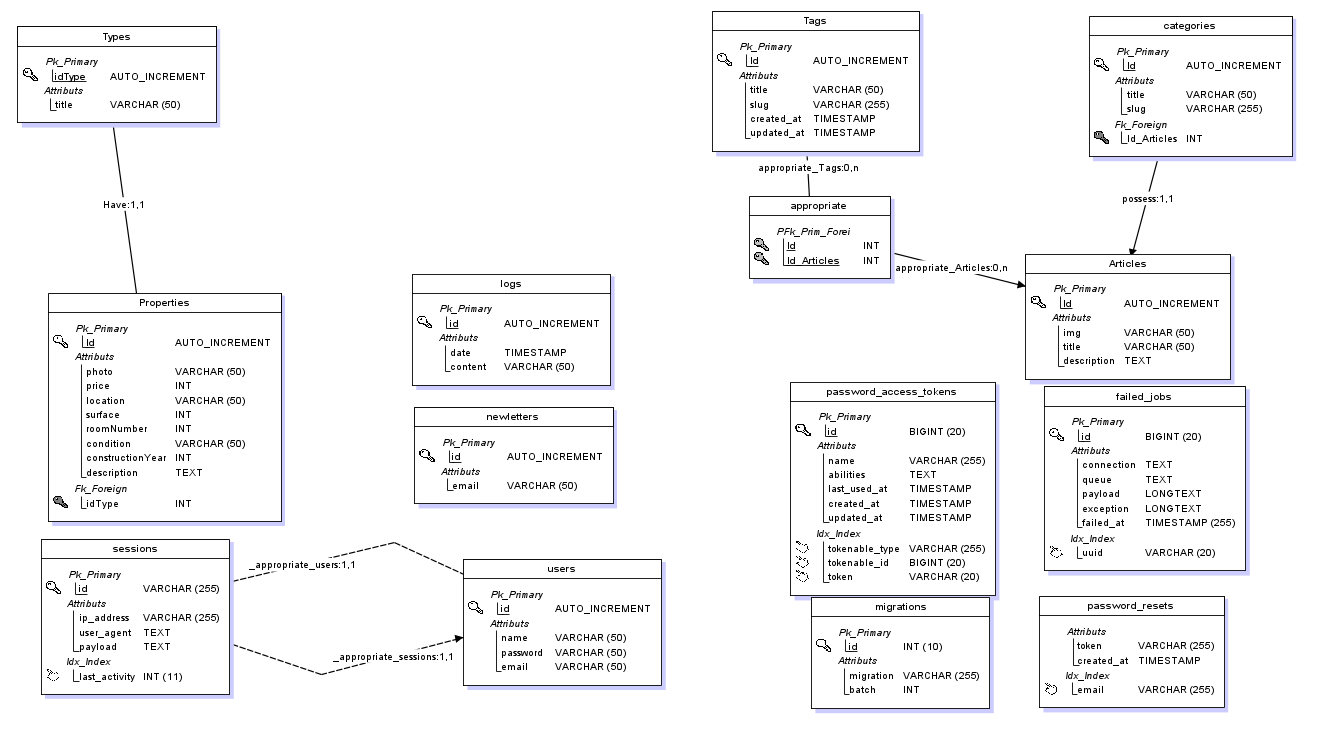 Types
Pk_Primary
idType AUTO_INCREMENT
Attributs
title VARCHAR (50)
Have:1,1
Properties
Pk_Primary
Id AUTO_INCREMENT
Attributs
photo VARCHAR (50)
price INT
location VARCHAR (50)
surface INT
roomNumber INT
condition VARCHAR (50)
constructionYear INT
description TEXT
Fk_Foreign
idType INT
sessions
Pk_Primary
id VARCHAR (255)
Attributs
ip_address VARCHAR (255)
user_agent TEXT
payload TEXT
Idx_Index
last_activity INT (11)
logs
Pk_Primary
id AUTO_INCREMENT
Attributs
date TIMESTAMP
content VARCHAR (50)
newletters
Pk_Primary
id AUTO_INCREMENT
Attributs
email VARCHAR (50)
_appropriate_users:1,1
_appropriate_sessions:1,1
users
Pk_Primary
id AUTO_INCREMENT
Attributs
name VARCHAR (50)
password VARCHAR (50)
email VARCHAR (50)
Tags
Pk_Primary
Id AUTO_INCREMENT
Attributs
title VARCHAR (50)
slug VARCHAR (255)
created_at TIMESTAMP
updated_at TIMESTAMP
appropriate_Tags:0,n
appropriate
PFk_Prim_Forei
Id INT
Id_Articles INT
appropriate_Articles:0,n
categories
Pk_Primary
Id AUTO_INCREMENT
Attributs
title VARCHAR (50)
slug VARCHAR (255)
Fk_Foreign
Id_Articles INT
possess:1,1
Articles
Pk_Primary
Id AUTO_INCREMENT
Attributs
img VARCHAR (50)
title VARCHAR (50)
description TEXT
password_access_tokens
Pk_Primary
id BIGINT (20)
Attributs
name VARCHAR (255)
abilities TEXT
last_used_at TIMESTAMP
created_at TIMESTAMP
updated_at TIMESTAMP
Idx_Index
tokenable_type VARCHAR (255)
tokenable_id BIGINT (20)
token VARCHAR (20)
failed_jobs
Pk_Primary
id BIGINT (20)
Attributs
connection TEXT
queue TEXT
payload LONGTEXT
exception LONGTEXT
failed_at TIMESTAMP (255)
Idx_Index
uuid VARCHAR (20)
migrations
Pk_Primary
id INT (10)
Attributs
migration VARCHAR (255)
batch INT
password_resets
Attributs
token VARCHAR (255)
created_at TIMESTAMP
Idx_Index
email VARCHAR (255)